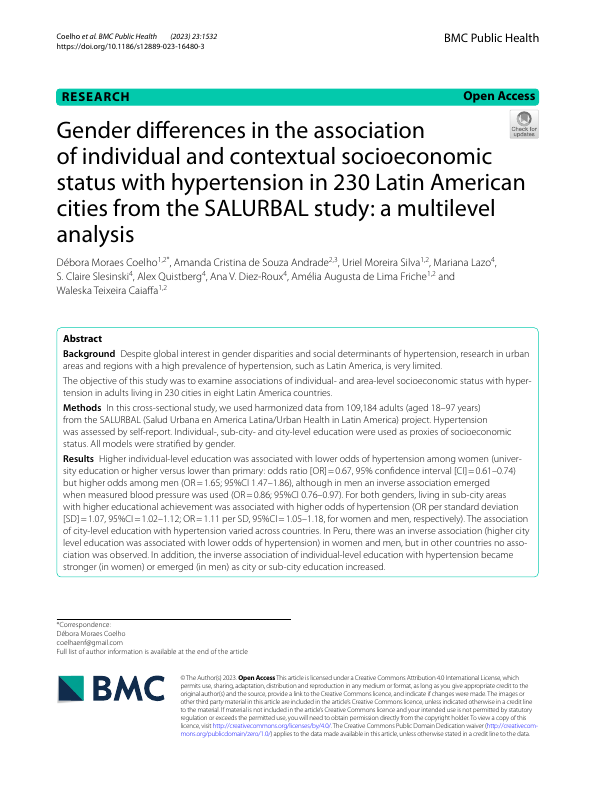 Coelho et al. BMC Public Health (2023) 23:1532
https://doi.org/10.1186/s12889-023-16480-3
BMC Public Health
RESEARCH
Open Access
Check for
updates
Gender differences in the association
of individual and contextual socioeconomic
status with hypertension in 230 Latin American
cities from the SALURBAL study: a multilevel
analysis
Débora Moraes Coelho1,2*, Amanda Cristina de Souza Andrade2,3, Uriel Moreira Silva1,2, Mariana Lazo4,
S. Claire Slesinski4, Alex Quistberg4, Ana V. Diez-Roux4, Amélia Augusta de Lima Friche1,2 and
Waleska Teixeira Caiaffa1,2
Abstract
Background Despite global interest in gender disparities and social determinants of hypertension, research in urban
areas and regions with a high prevalence of hypertension, such as Latin America, is very limited.
The objective of this study was to examine associations of individual- and area-level socioeconomic status with hyper-
tension in adults living in 230 cities in eight Latin America countries.
Methods In this cross-sectional study, we used harmonized data from 109,184 adults (aged 18–97 years)
from the SALURBAL (Salud Urbana en America Latina/Urban Health in Latin America) project. Hypertension
was assessed by self-report. Individual-, sub-city- and city-level education were used as proxies of socioeconomic
status. All models were stratified by gender.
Results Higher individual-level education was associated with lower odds of hypertension among women (univer-
sity education or higher versus lower than primary: odds ratio [OR] = 0.67, 95% confidence interval [CI] = 0.61–0.74)
but higher odds among men (OR = 1.65; 95%CI 1.47–1.86), although in men an inverse association emerged
when measured blood pressure was used (OR = 0.86; 95%CI 0.76–0.97). For both genders, living in sub-city areas
with higher educational achievement was associated with higher odds of hypertension (OR per standard deviation
[SD] = 1.07, 95%CI = 1.02–1.12; OR = 1.11 per SD, 95%CI = 1.05–1.18, for women and men, respectively). The association
of city-level education with hypertension varied across countries. In Peru, there was an inverse association (higher city
level education was associated with lower odds of hypertension) in women and men, but in other countries no asso-
ciation was observed. In addition, the inverse association of individual-level education with hypertension became
stronger (in women) or emerged (in men) as city or sub-city education increased.
*Correspondence:
Débora Moraes Coelho
coelhaenf@gmail.com
Full list of author information is available at the end of the article
BMC
© The Author(s) 2023. Open Access This article is licensed under a Creative Commons Attribution 4.0 International License, which
permits use, sharing, adaptation, distribution and reproduction in any medium or format, as long as you give appropriate credit to the
original author(s) and the source, provide a link to the Creative Commons licence, and indicate if changes were made. The images or
other third party material in this article are included in the article's Creative Commons licence, unless indicated otherwise in a credit line
to the material. If material is not included in the article's Creative Commons licence and your intended use is not permitted by statutory
regulation or exceeds the permitted use, you will need to obtain permission directly from the copyright holder. To view a copy of this
licence, visit http://creativecommons.org/licenses/by/4.0/. The Creative Commons Public Domain Dedication waiver (http://creativecom-
mons.org/publicdomain/zero/1.0/) applies to the data made available in this article, unless otherwise stated in a credit line to the data.